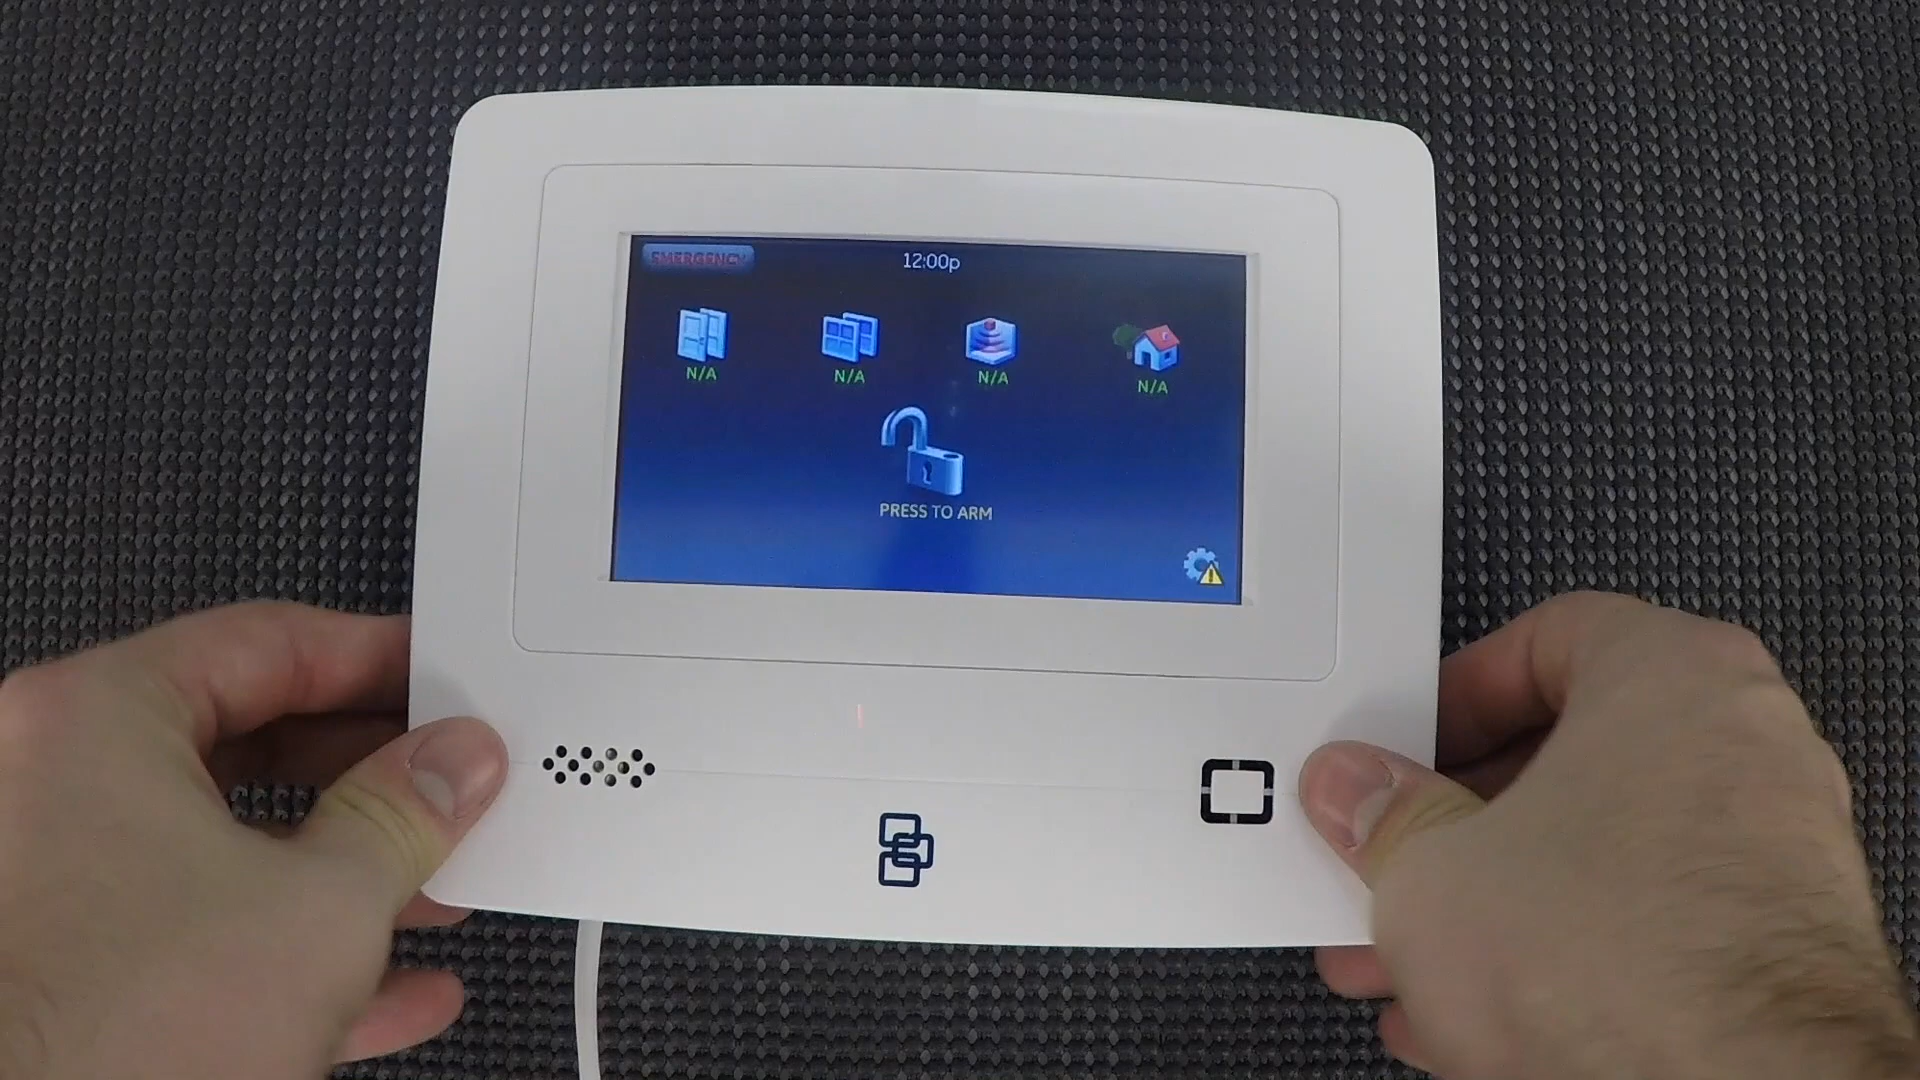 EMERGENCY
12:00p
N/A
N/A
N/A
N/A
PRESS TO ARM